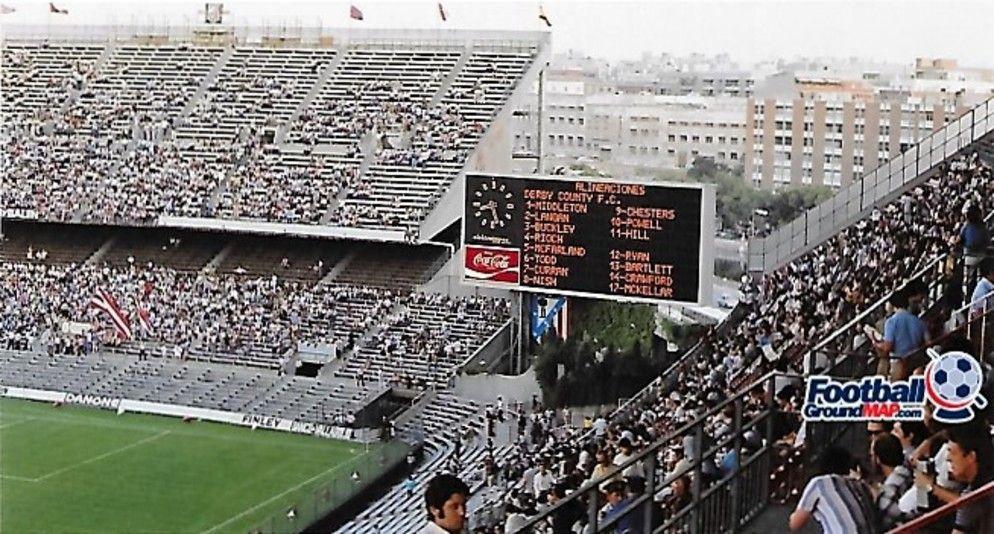 ALINEACIONES
DERBY COUNTY F.C.
1-MIDDLETON 9-CHESTERS
2-LANGAN 10-POWELL
3-BUCKLEY 11-HILL
4-RIOCH
5-MCFARLAND 12-RYAN
6-TODD 13-BARTLETT
7-CURRAN 14-CRAWFORD
8-NISH 17-MCKELLAR
Coca-Cola
DANONE
FINLEY
Football
GroundMAP.com